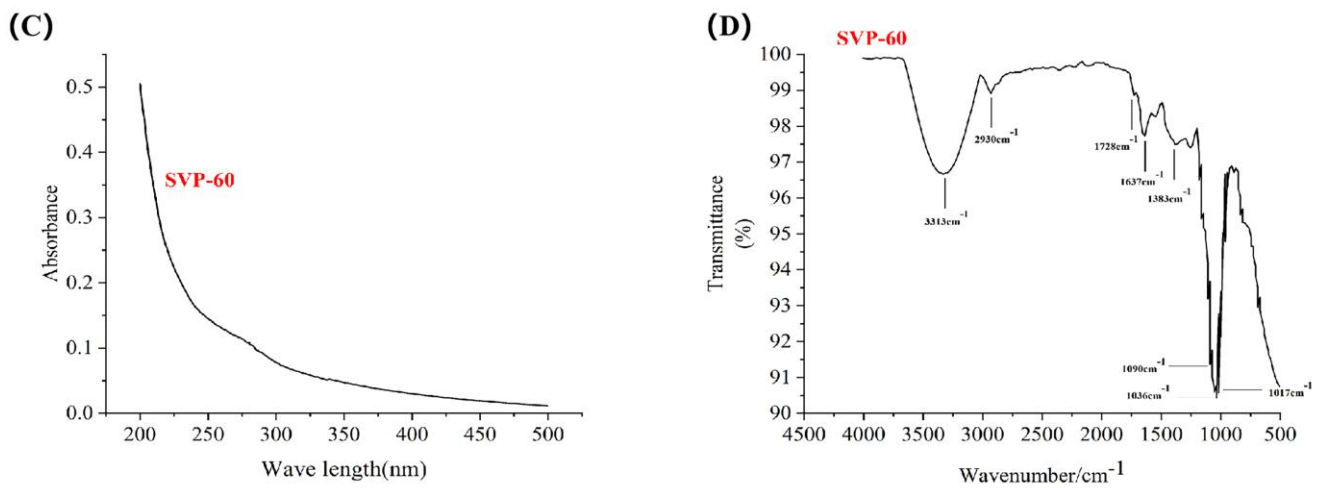 (C)
0.5
0.4
0.3
0.2
0.1
0.0
Absorbance
SVP-60
200
250
300
350
400
450
500
Wave length(nm)
(D)
SVP-60
100
99
98
97
96
95
94
93
92
91
90
Transmittance
(%)
2930cm-1
1728cm-1
1637cm-1
1383cm-1
3313cm-1
1090cm-1
1036cm-1
1017cm-1
4500
4000
3500
3000
2500
2000
1500
1000
500
Wavenumber/cm-1